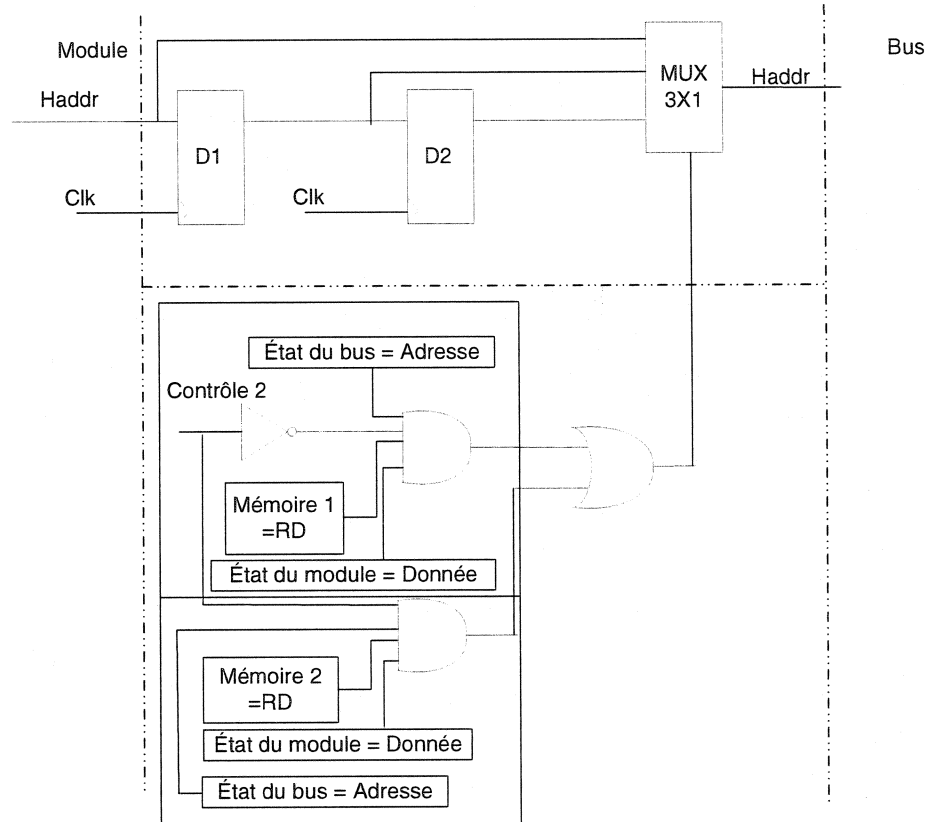 Module
Bus
Haddr
MUX
3X1
Haddr
D1
D2
Clk
Clk
État du bus = Adresse
Contrôle 2
Mémoire 1
=RD
État du module = Donnée
Mémoire 2
=RD
État du module = Donnée
État du bus = Adresse